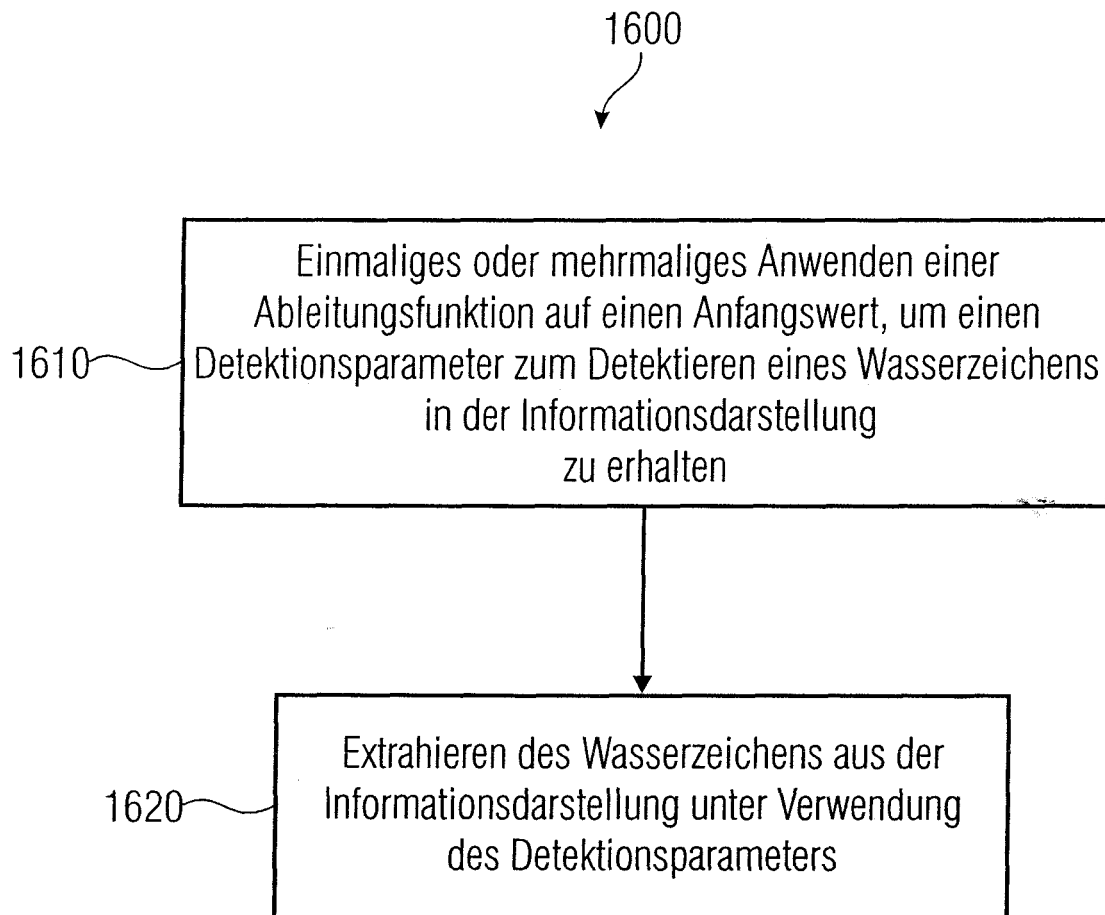 1600
Einmaliges oder mehrmaliges Anwenden einer
Ableitungsfunktion auf einen Anfangswert, um einen
1610
Detektionsparameter zum Detektieren eines Wasserzeichens
in der Informationsdarstellung
zu erhalten
Extrahieren des Wasserzeichens aus der
1620
Informationsdarstellung unter Verwendung
des Detektionsparameters